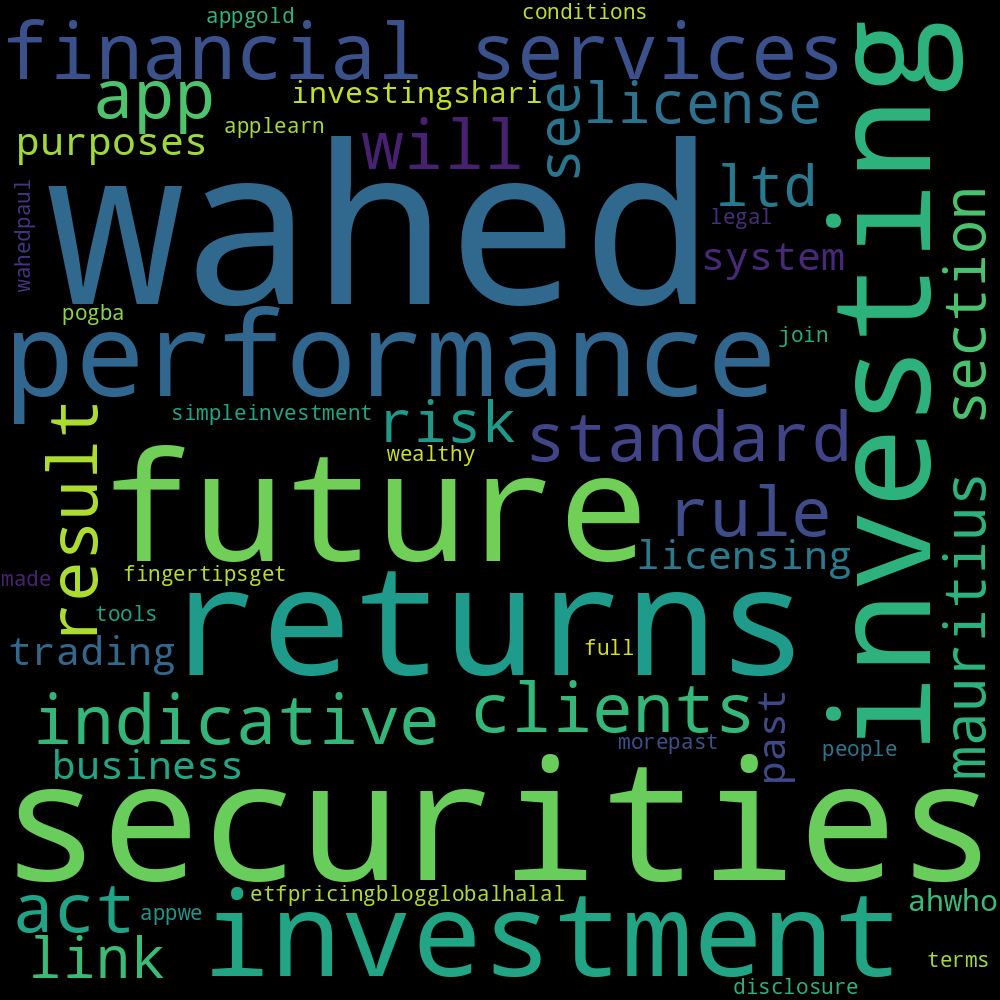 appgold
conditions
financial services
investing
app
investingshari
see
license
purposes
applearn
will
wahed
ltd
wahedpaul
legal
system
section
pogba
performance
join
simpleinvestment
risk
standard
result
wealthy
future
rule
licensing
mauritius
made
fingertipsget
returns
tools
trading
full
indicative
clients
past
morepast
people
business
securities
act
etfpricingblogglobalhalal
ahwho
appwe
investment
link
terms
disclosure